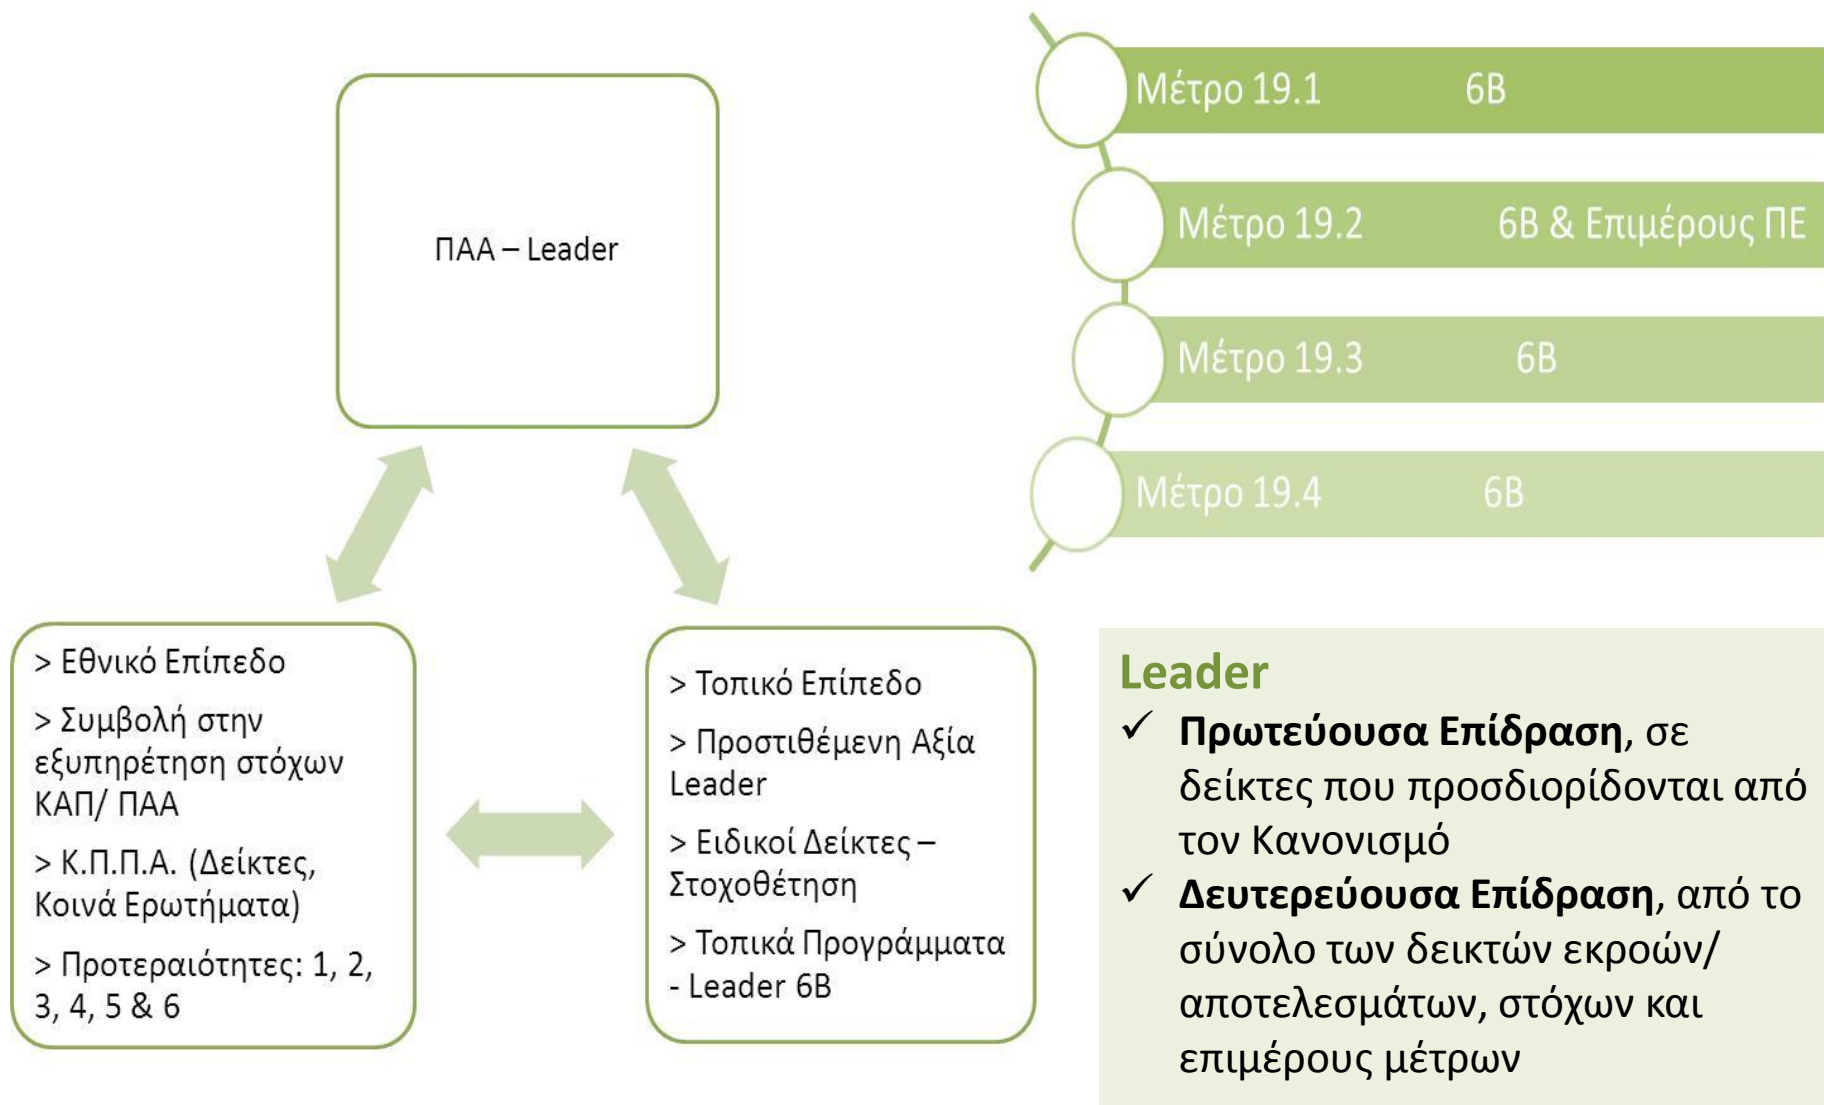 ΠΑΑ – Leader
> Εθνικό Επίπεδο
> Συμβολή στην
εξυπηρέτηση στόχων
ΚΑΠ/ ΠΑΑ
> Κ.Π.Π.Α. (Δείκτες,
Κοινά Ερωτήματα)
> Προτεραιότητες: 1, 2,
3, 4, 5 & 6
> Τοπικό Επίπεδο
> Προστιθέμενη Αξία
Leader
> Ειδικοί Δείκτες –
Στοχοθέτηση
> Τοπικά Προγράμματα
- Leader 6Β
Μέτρο 19.1 6Β
Μέτρο 19.2 6Β & Επιμέρους ΠΕ
Μέτρο 19.3 6Β
Μέτρο 19.4 6Β
Leader
✓ Πρωτεύουσα Επίδραση, σε
δείκτες που προσδιορίδονται από
τον Κανονισμό
✓ Δευτερεύουσα Επίδραση, από το
σύνολο των δεικτών εκροών/
αποτελεσμάτων, στόχων και
επιμέρους μέτρων